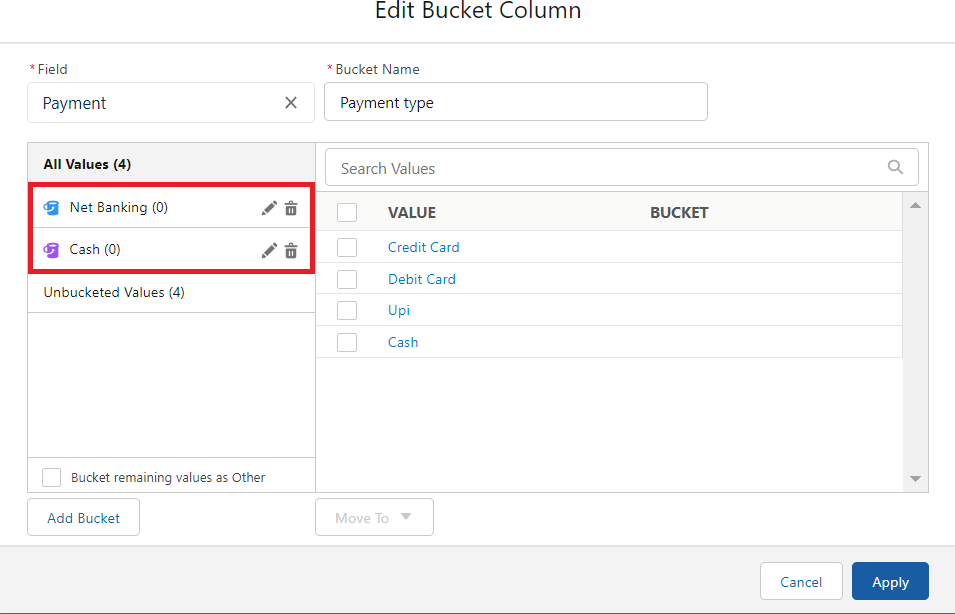 Edit Bucket Column
*Field
*Bucket Name
Payment
Payment type
All Values (4)
Search Values
Net Banking (0)
VALUE BUCKET
Cash (0)
Credit Card
Debit Card
Unbucketed Values (4)
Upi
Cash
Bucket remaining values as Other
Add Bucket
Move To
Cancel
Apply